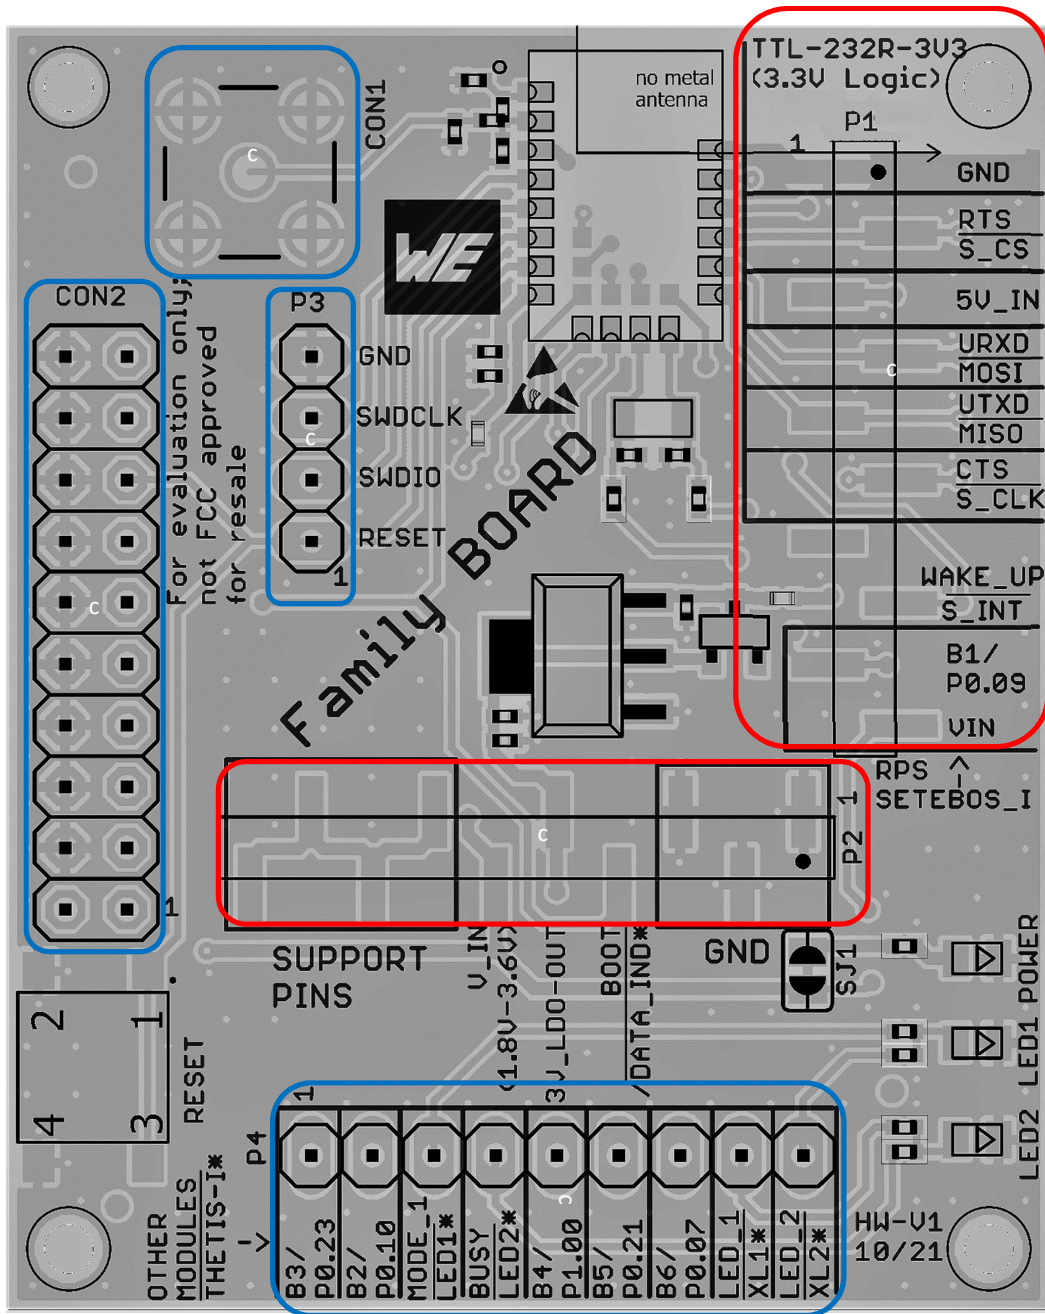 TTL-232R-3V3
(3.3V Logic)
P1
1
GND
RTS
S_CS
5V_IN
URXD
MOSI
UTXD
MISO
CTS
S_CLK
WAKE_UP
S_INT
B1/
P0.09
VIN
RPS
SETEBOS_I
no metal
antenna
CON1
C
WE
CON2
C
1
For evaluation only;
not FCC approved
for resale
P3
GND
SWDCLK
C
SWDIO
RESET
1
C
Family BOARD
1
P2
C
SUPPORT
PINS
V_IN
(1.8V-3.6V)
3V_LDO-OUT
BOOT
/DATA_IND*
GND
SJ1
POWER
LED1
LED2
2
1
4
3
RESET
P4
1
B3/
P0.23
B2/
P0.10
MODE_1
LED1*
BUSY
LED2*
B4/
P1.00
B5/
P0.21
B6/
P0.07
LED_1
XL1*
LED_2
XL2*
C
OTHER
MODULES
THETIS-I*
HW-V1
10/21